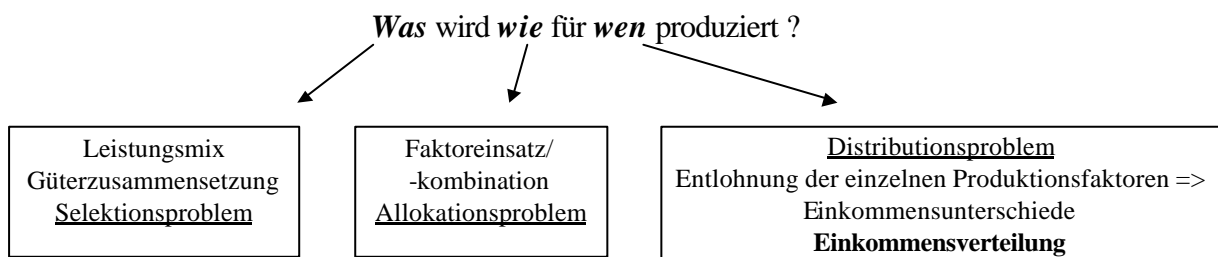 Was wird wie für wen produziert ?
Leistungsmix
Güterzusammensetzung
Selektionsproblem
Faktoreinsatz/
-kombination
Allokationsproblem
Distributionsproblem
Entlohnung der einzelnen Produktionsfaktoren =>
Einkommensunterschiede
Einkommensverteilung